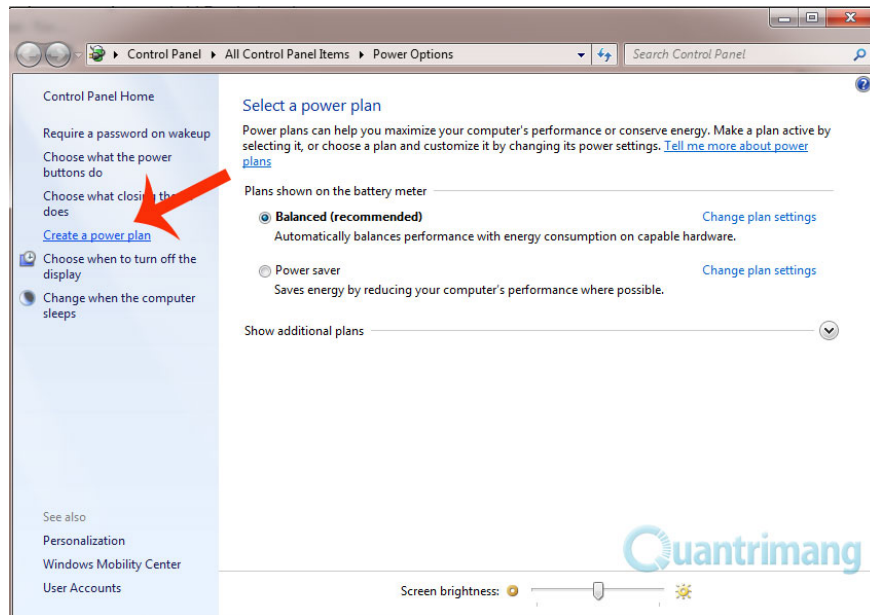 Control Panel ▸ All Control Panel Items ▸ Power Options
Search Control Panel
Control Panel Home
Require a password on wakeup
Choose what the power
buttons do
Choose what closing the
does
Create a power plan
Choose when to turn off the
display
Change when the computer
sleeps
See also
Personalization
Windows Mobility Center
User Accounts
Select a power plan
Power plans can help you maximize your computer's performance or conserve energy. Make a plan active by
selecting it, or choose a plan and customize it by changing its power settings. Tell me more about power
plans
Plans shown on the battery meter
Balanced (recommended) Change plan settings
Automatically balances performance with energy consumption on capable hardware.
Power saver Change plan settings
Saves energy by reducing your computer's performance where possible.
Show additional plans
Screen brightness:
Quantrimang